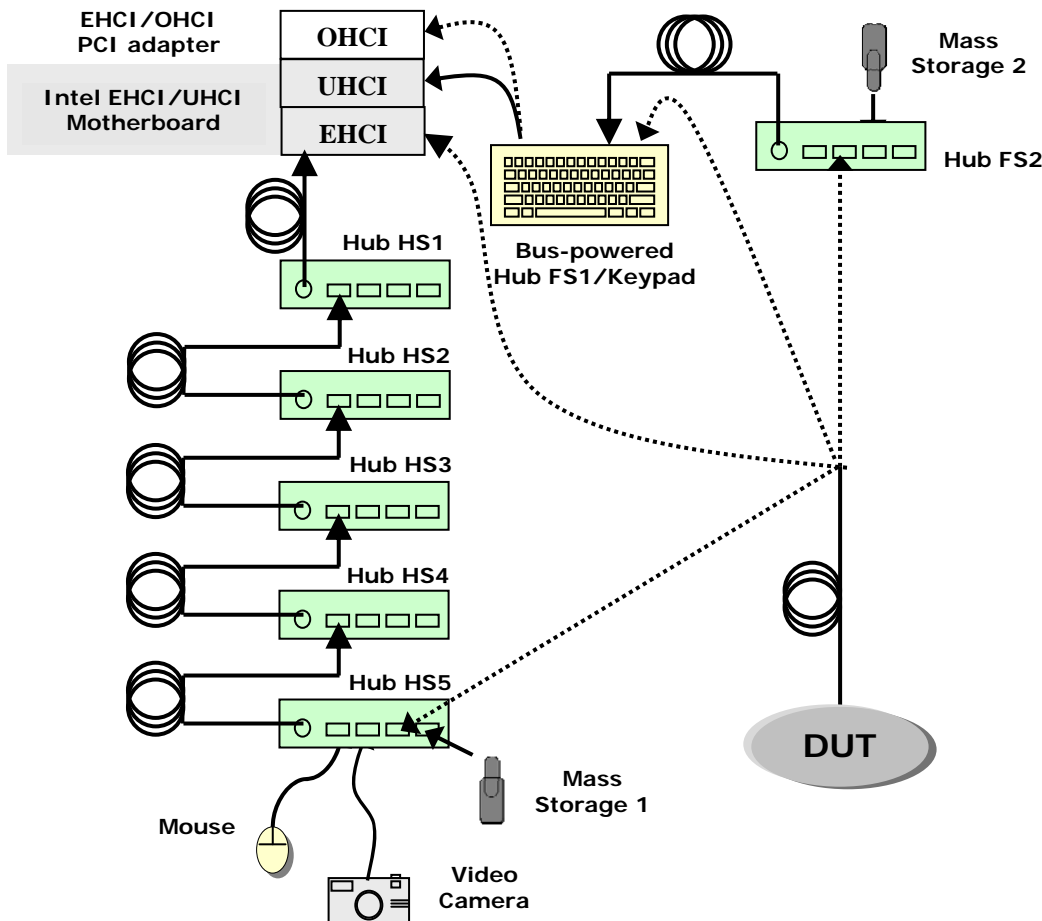 EHCI/OHCI
PCI adapter
OHCI
UHCI
EHCI
Intel EHCI/UHCI
Motherboard
Mass
Storage 2
Hub FS2
Bus-powered
Hub FS1/Keypad
Hub HS1
Hub HS2
Hub HS3
Hub HS4
Hub HS5
DUT
Mass
Storage 1
Mouse
Video
Camera